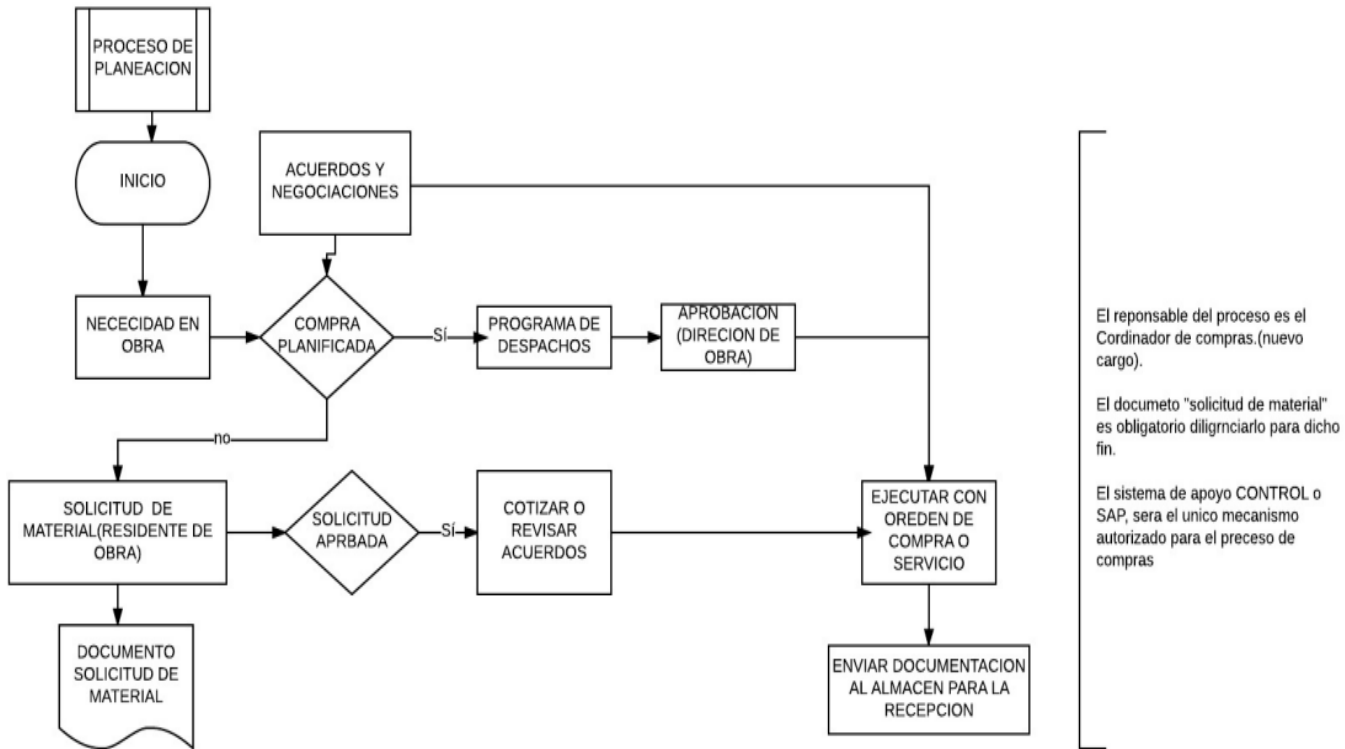 PROCESO DE
PLANEACION
INICIO
ACUERDOS Y
NEGOCIACIONES
NECECIDAD EN
OBRA
COMPRA
PLANIFICADA
Sí
PROGRAMA DE
DESPACHOS
APROBACION
(DIRECION DE
OBRA)
no
SOLICITUD DE
MATERIAL(RESIDENTE DE
OBRA)
SOLICITUD
APRBADA
Sí
COTIZAR O
REVISAR
ACUERDOS
EJECUTAR CON
OREDEN DE
COMPRA O
SERVICIO
DOCUMENTO
SOLICITUD DE
MATERIAL
ENVIAR DOCUMENTACION
AL ALMACEN PARA LA
RECEPCION
El reponsable del proceso es el
Cordinador de compras.(nuevo
cargo).
El documeto "solicitud de material"
es obligatorio diligrnciarlo para dicho
fin.
El sistema de apoyo CONTROL o
SAP, sera el unico mecanismo
autorizado para el preceso de
compras